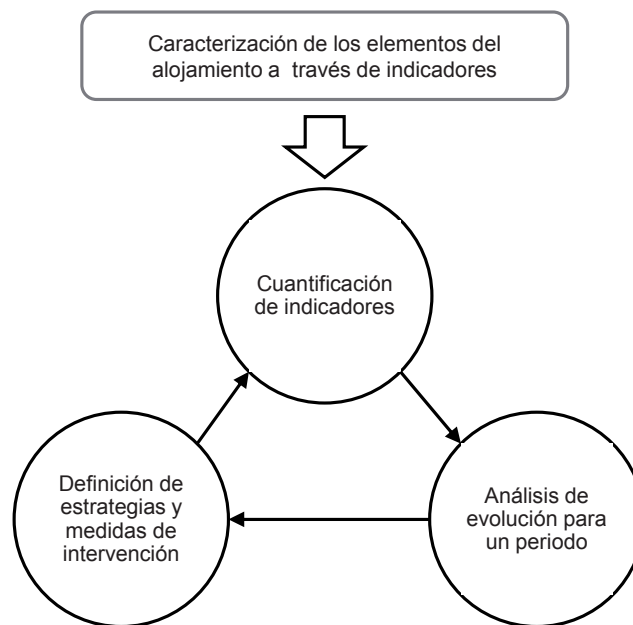 Caracterización de los elementos del
alojamiento a través de indicadores
Cuantificación
de indicadores
Definición de
estrategias y
medidas de
intervención
Análisis de
evolución para
un periodo